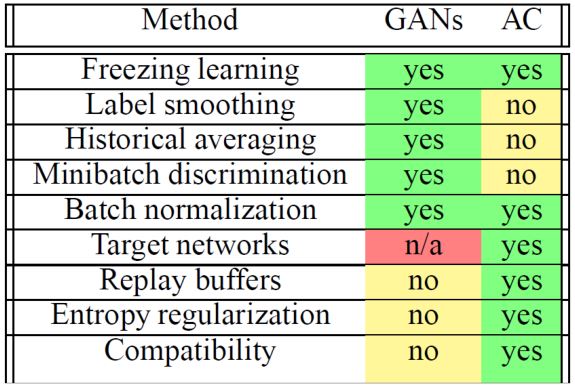 Method GANs AC
Freezing learning yes yes
Label smoothing yes no
Historical averaging yes no
Minibatch discrimination yes no
Batch normalization yes yes
Target networks n/a yes
Replay buffers no yes
Entropy regularization no yes
Compatibility no yes